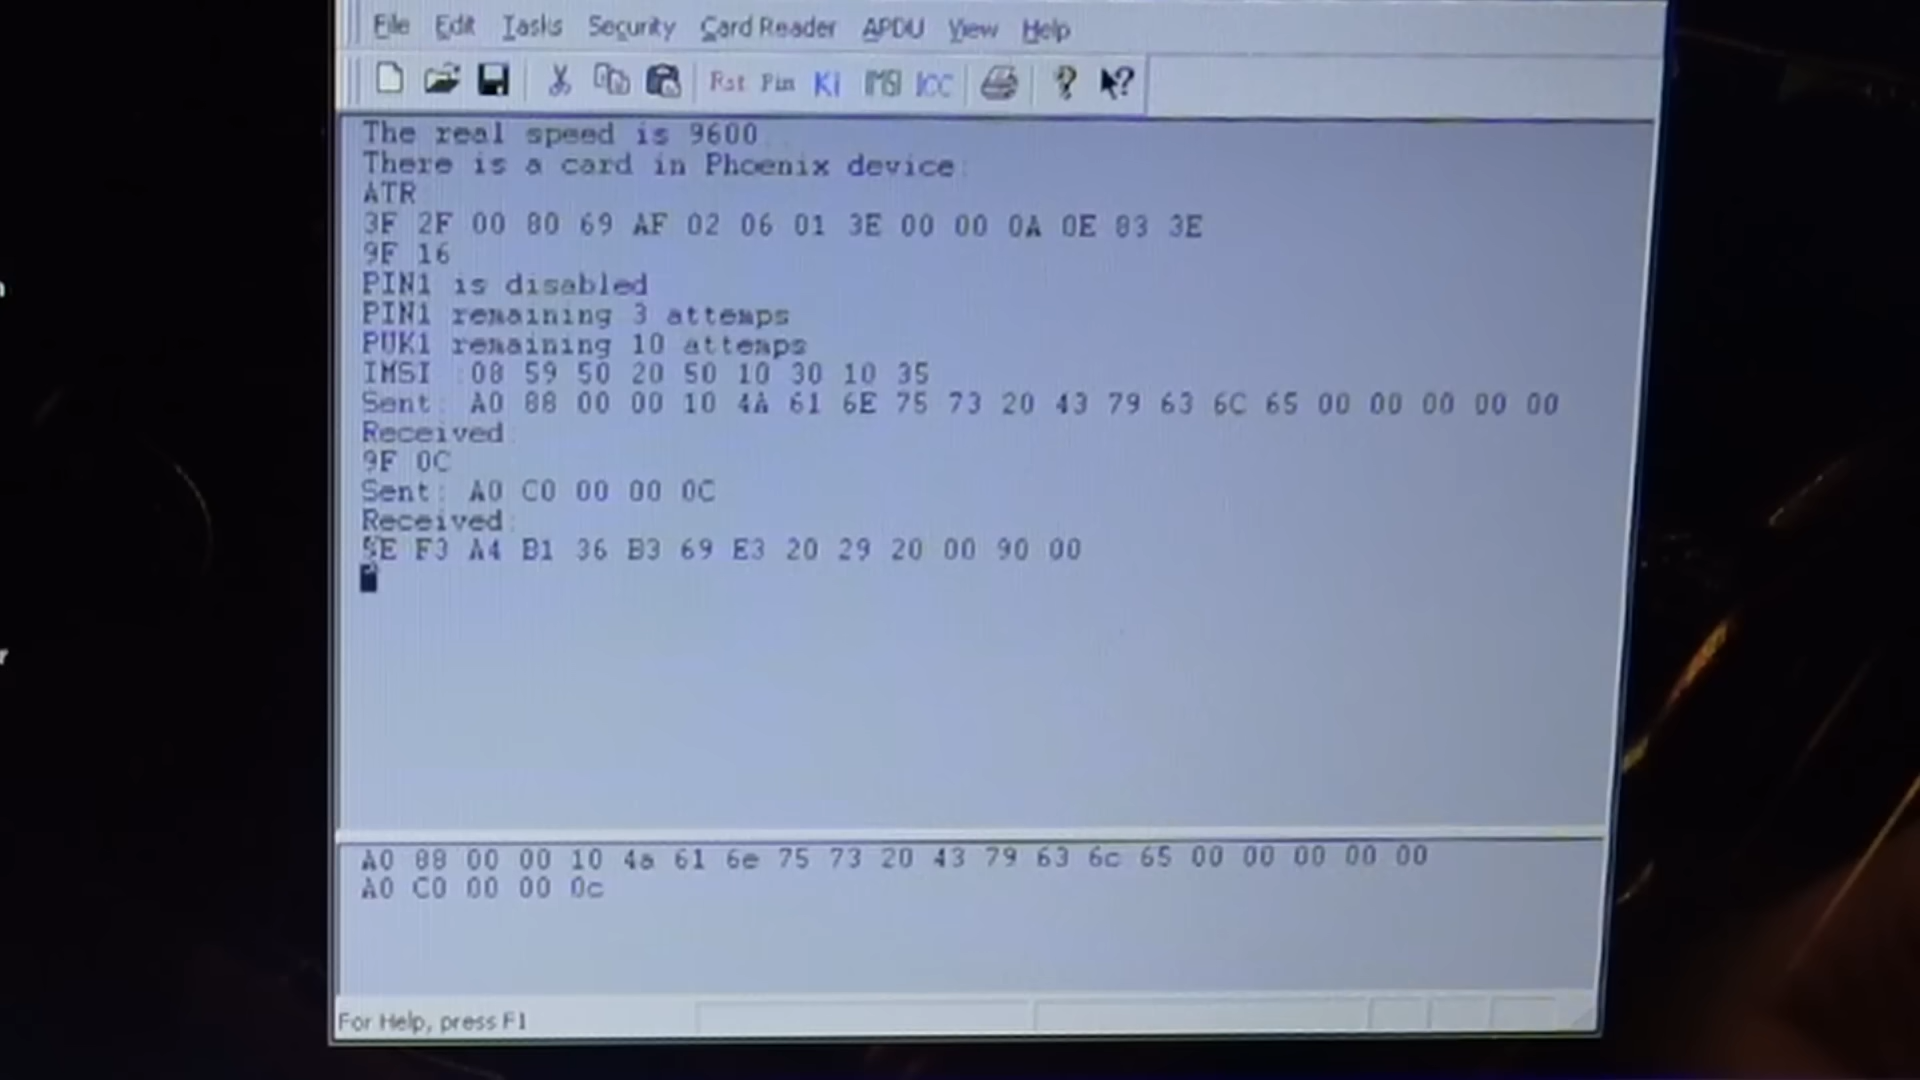 File Edit Tasks Security Card Reader APDU View Help
Rst Pin Ki IMSI ICC
The real speed is 9600
There is a card in Phoenix device:
ATR
3F 2F 00 80 69 AF 02 06 01 3E 00 00 0A 0E 83 3E
9F 16
PIN1 is disabled
PIN1 remaining 3 attemps
PUK1 remaining 10 attemps
IMSI :08 59 50 20 50 10 30 10 35
Sent: A0 88 00 00 10 4A 61 6E 75 73 20 43 79 63 6C 65 00 00 00 00 00
Received:
9F 0C
Sent: A0 C0 00 00 0C
Received:
F3 A4 B1 36 B3 69 E3 20 29 20 00 90 00
A0 88 00 00 10 4a 61 6e 75 73 20 43 79 63 6c 65 00 00 00 00 00
A0 C0 00 00 0c
For Help, press F1